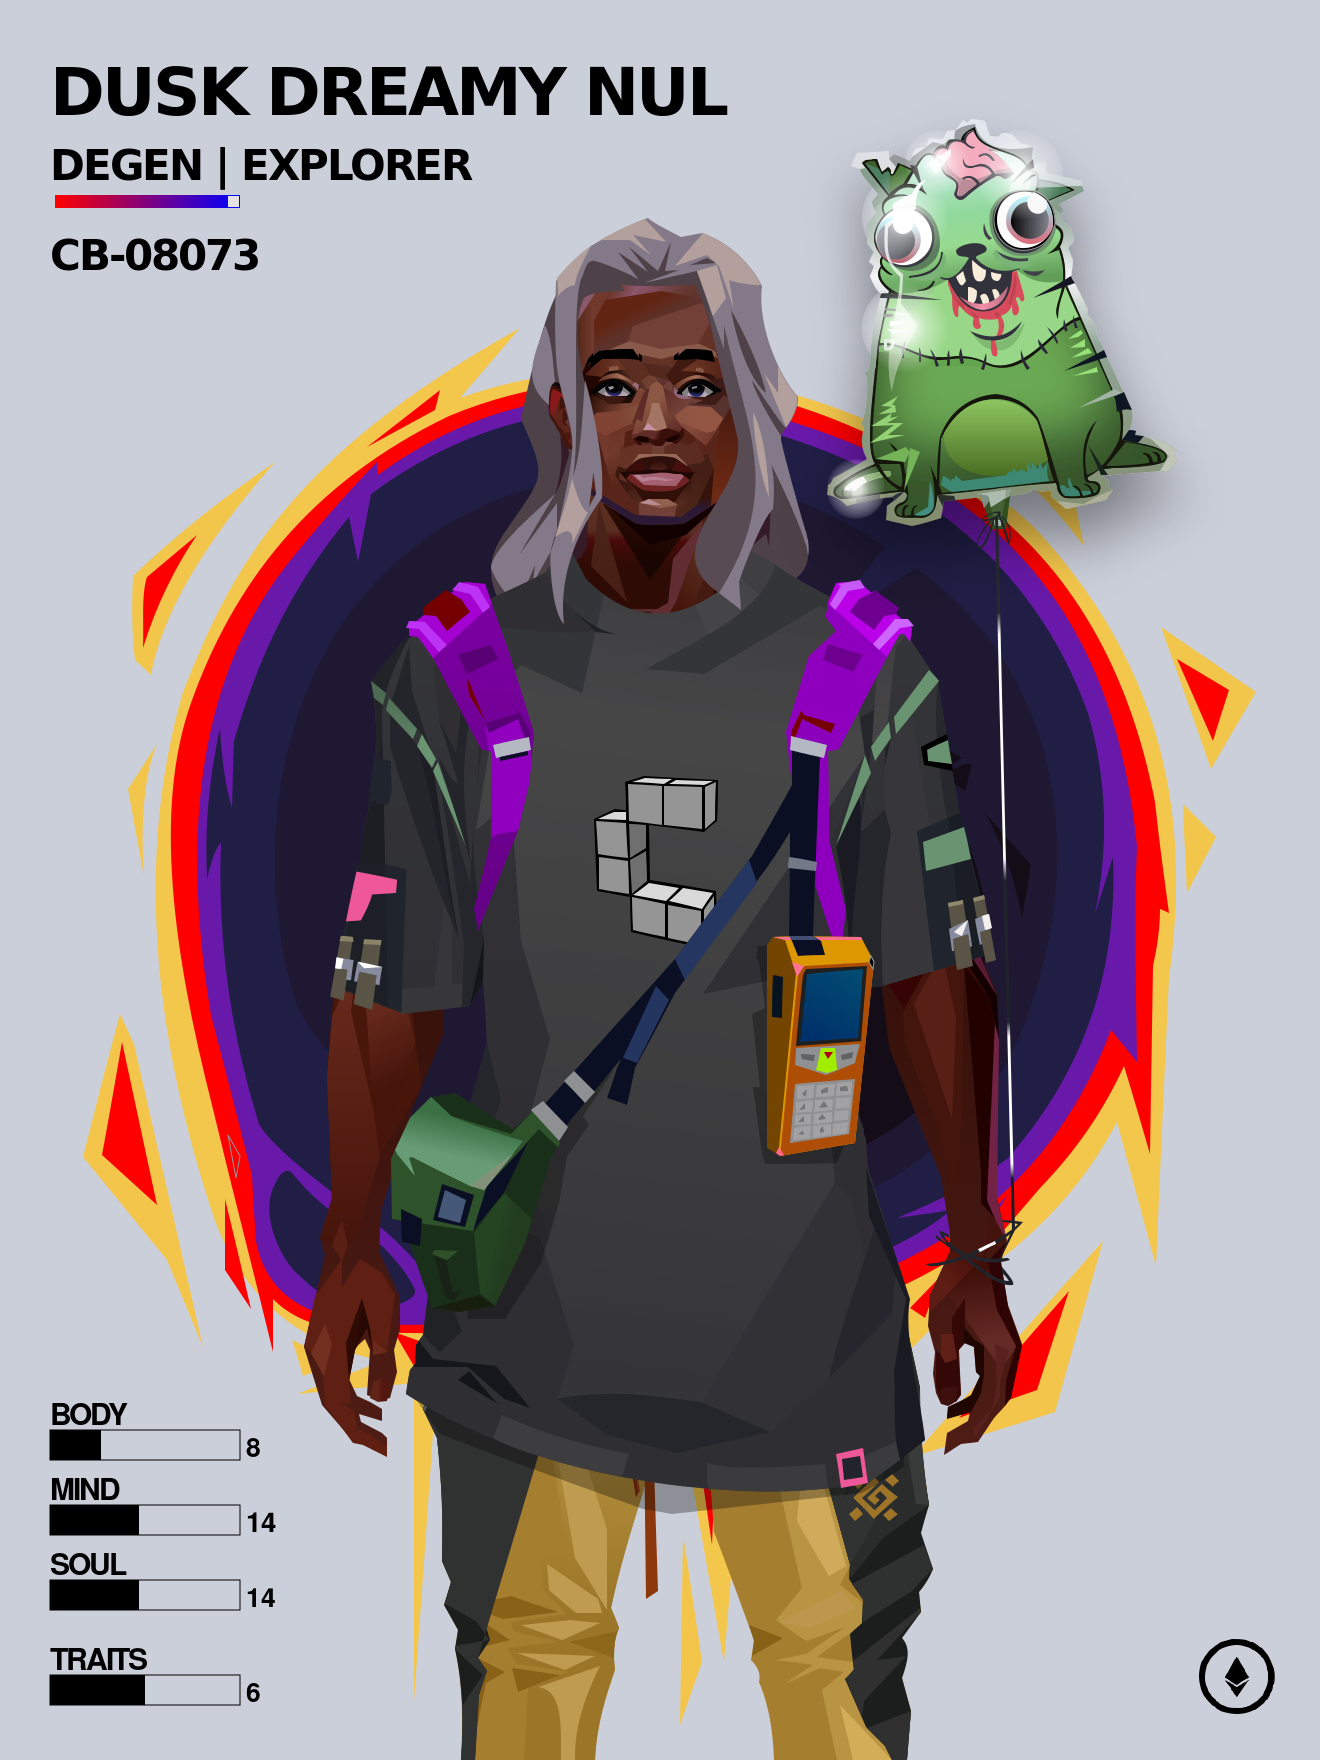 DUSK DREAMY NUL
DEGEN | EXPLORER
CB-08073
BODY
8
MIND
14
SOUL
14
TRAITS
6